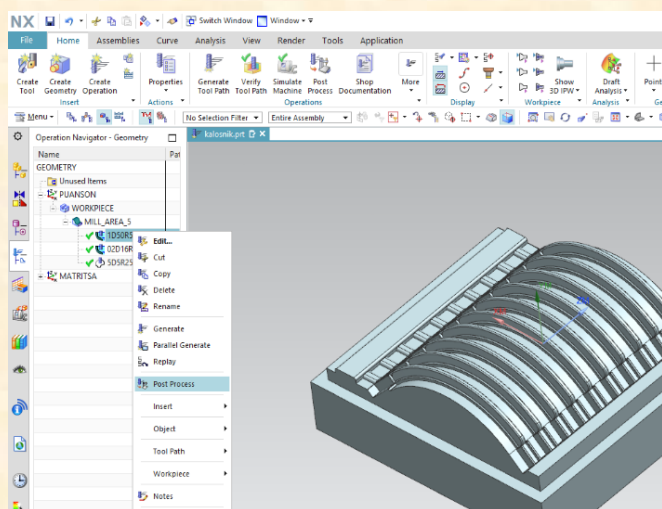 NX Switch Window Window
File Home Assemblies Curve Analysis View Render Tools Application
Create Tool Create Geometry Create Operation Properties Generate Tool Path Verify Tool Path Simulate Machine Post Process Shop Documentation More Show 3D IPW Draft Analysis Point
Insert Actions Operations Display Workpiece Analysis Ge
Menu No Selection Filter Entire Assembly
Operation Navigator - Geometry kalosnik.prt
Name Pat
GEOMETRY
Unused Items
PUANSON
WORKPIECE
MILL_AREA_5
1D50R5
02D16R
5D5R25
MATRITSA
Edit...
Cut
Copy
Delete
Rename
Generate
Parallel Generate
Replay
Post Process
Insert
Object
Tool Path
Workpiece
Notes